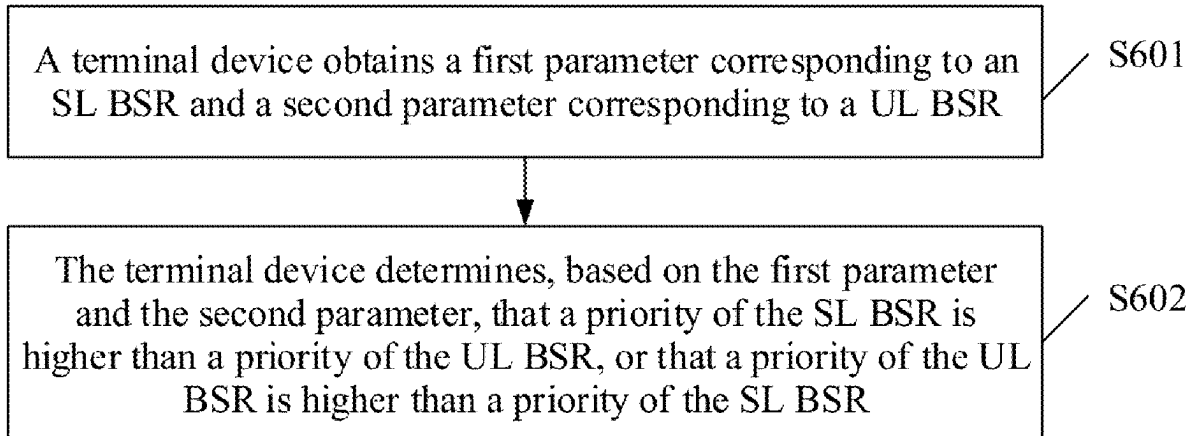 A terminal device obtains a first parameter corresponding to an
SL BSR and a second parameter corresponding to a UL BSR
S601
The terminal device determines, based on the first parameter
and the second parameter, that a priority of the SL BSR is
higher than a priority of the UL BSR, or that a priority of the UL
BSR is higher than a priority of the SL BSR
S602